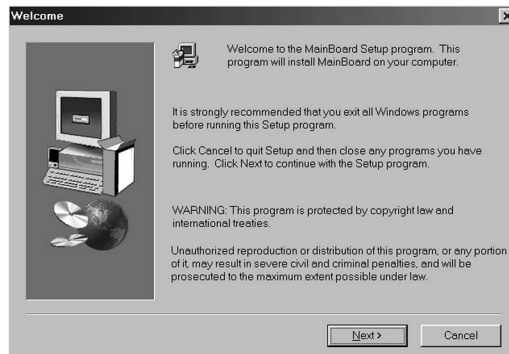 Welcome
Welcome to the MainBoard Setup program. This
program will install MainBoard on your computer.
It is strongly recommended that you exit all Windows programs
before running this Setup program.
Click Cancel to quit Setup and then close any programs you have
running. Click Next to continue with the Setup program.
WARNING: This program is protected by copyright law and
international treaties.
Unauthorized reproduction or distribution of this program, or any portion
of it, may result in severe civil and criminal penalties, and will be
prosecuted to the maximum extent possible under law.
Next >
Cancel